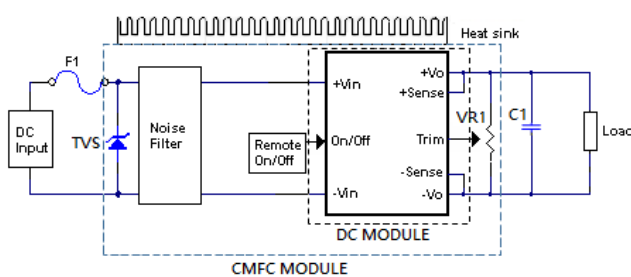 Heat sink
F1
+Vo
+Vin
+Sense
VR1
C1
DC
Input
TVS
Noise
Filter
Remote
On/Off
On/Off
Trim
Load
-Sense
-Vin
-Vo
DC MODULE
CMFC MODULE